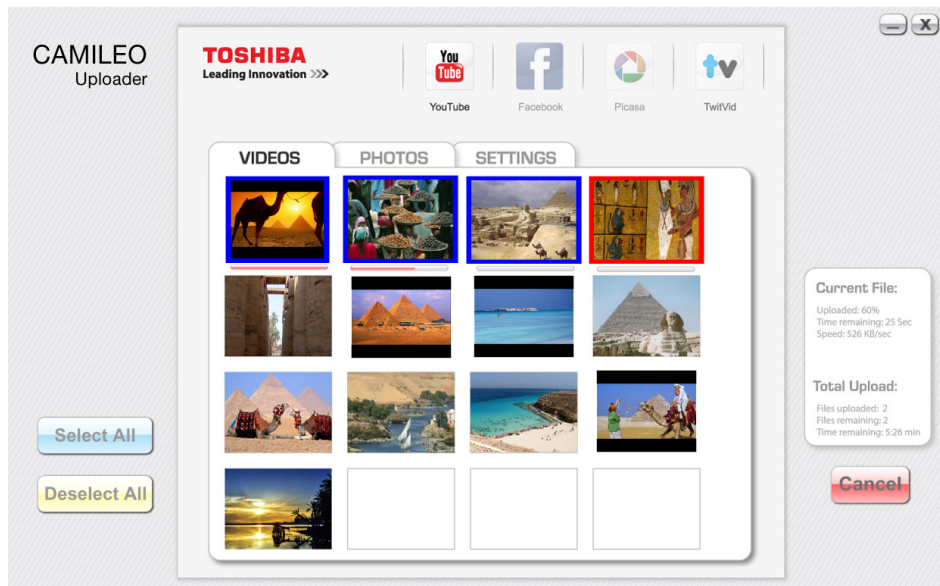 CAMILEO
Uploader
TOSHIBA
Leading Innovation >>>
You
Tube
YouTube
f
Facebook
Picasa
tv
TwitVid
VIDEOS
PHOTOS
SETTINGS
Current File:
Uploaded: 60%
Time remaining: 25 Sec
Speed: 526 KB/sec
Total Upload:
Files uploaded: 2
Files remaining: 2
Time remaining: 5:26 min
Select All
Deselect All
Cancel
X